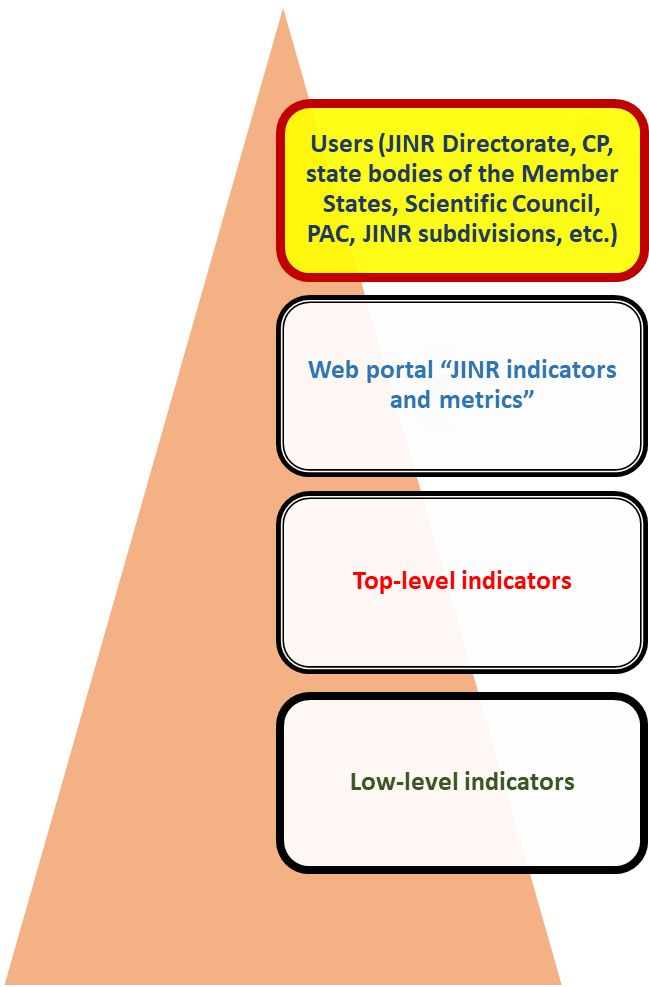 Users (JINR Directorate, CP,
state bodies of the Member
States, Scientific Council,
PAC, JINR subdivisions, etc.)
Web portal “JINR indicators
and metrics”
Top-level indicators
Low-level indicators